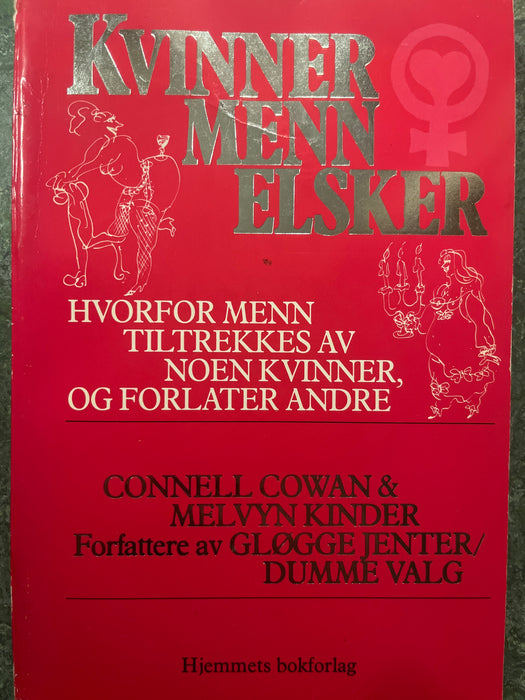 KVINNER
MENN
ELSKER
HVORFOR MENN
TILTREKKES AV
NOEN KVINNER,
OG FORLATER ANDRE
CONNELL COWAN &
MELVYN KINDER
Forfattere av GLØGGE JENTER/
DUMME VALG
Hjemmets bokforlag